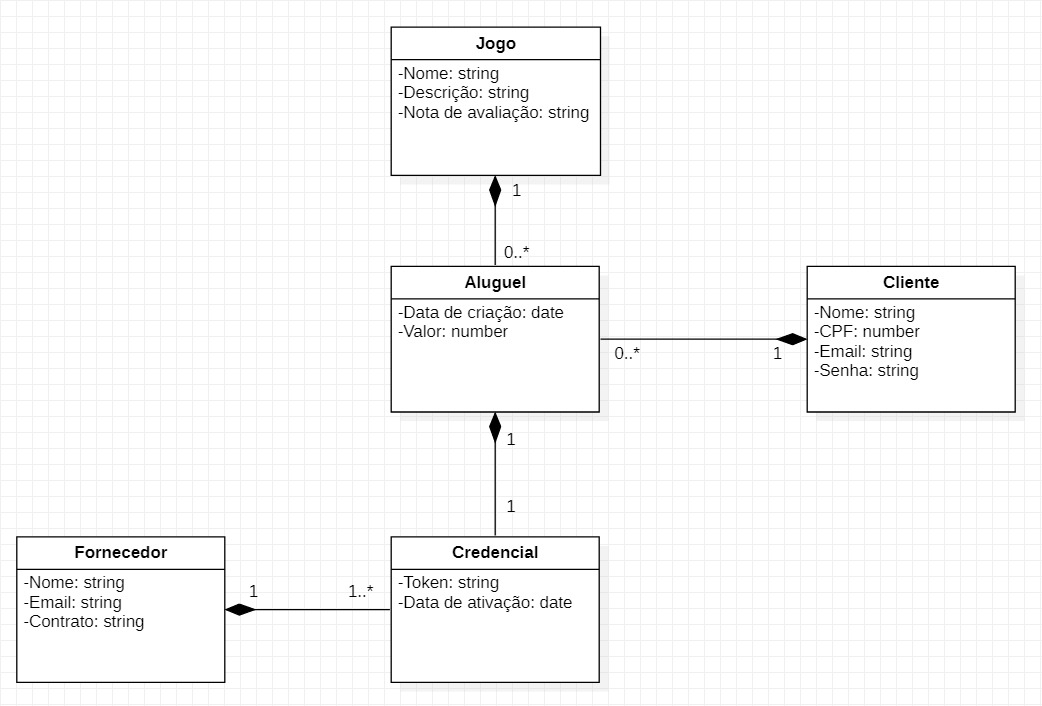 Jogo
-Nome: string
-Descrição: string
-Nota de avaliação: string
1
0..*
Aluguel
-Data de criação: date
-Valor: number
0..*
1
Cliente
-Nome: string
-CPF: number
-Email: string
-Senha: string
1
1
Fornecedor
-Nome: string
-Email: string
-Contrato: string
1
1..*
Credencial
-Token: string
-Data de ativação: date